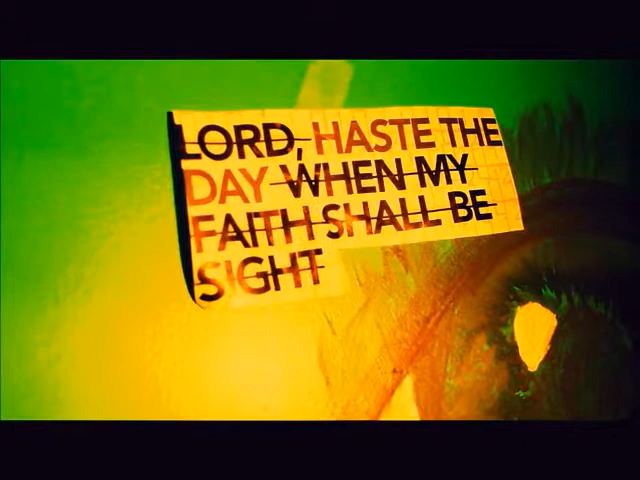 LORD, HASTE THE
DAY WHEN MY
FAITH SHALL BE
SIGHT